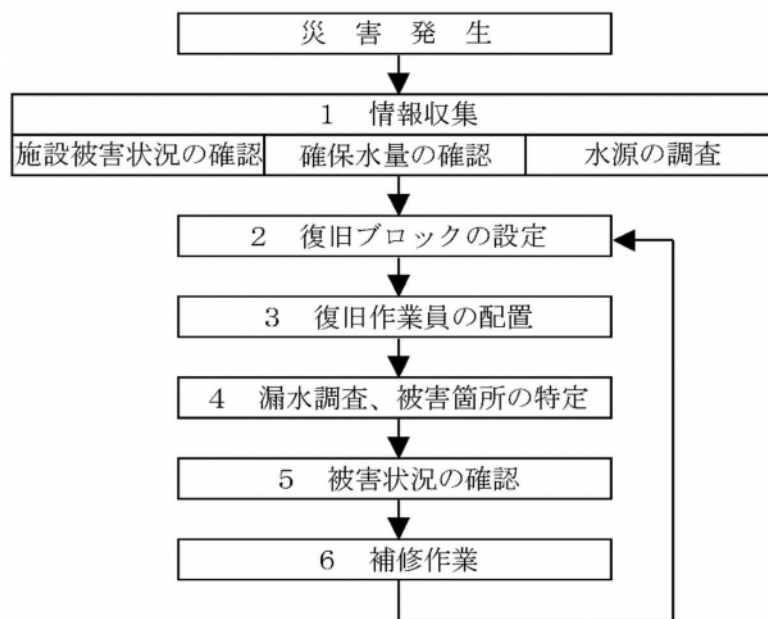 災　害　発　生
１　情報収集
施設被害状況の確認
確保水量の確認
水源の調査
２　復旧ブロックの設定
３　復旧作業員の配置
４　漏水調査、被害箇所の特定
５　被害状況の確認
６　補修作業